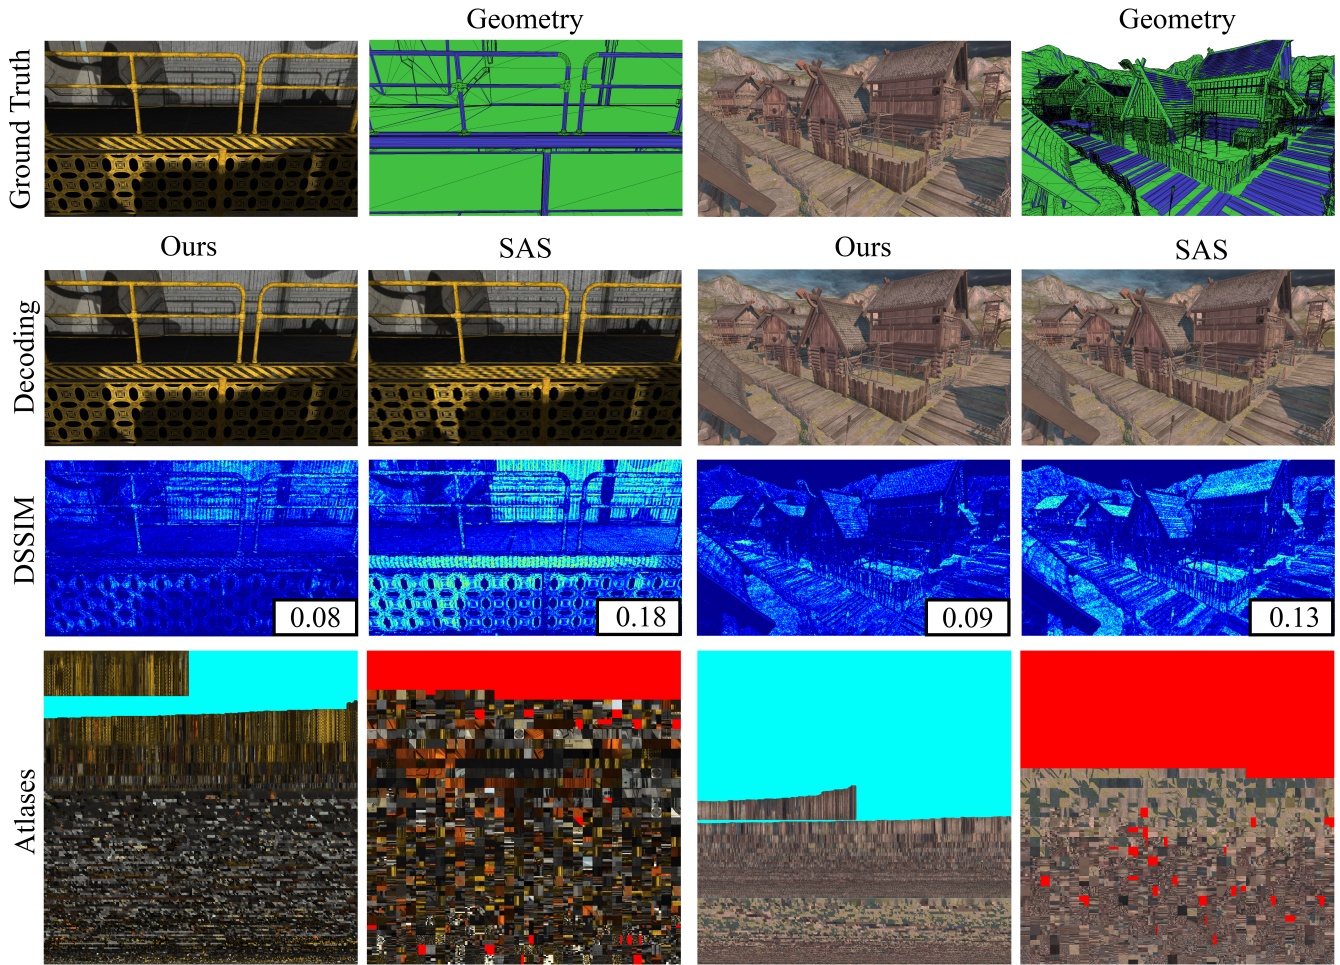 Geometry
Geometry
Ground Truth
Ours
SAS
Ours
SAS
Decoding
DSSIM
0.08
0.18
0.09
0.13
Atlases